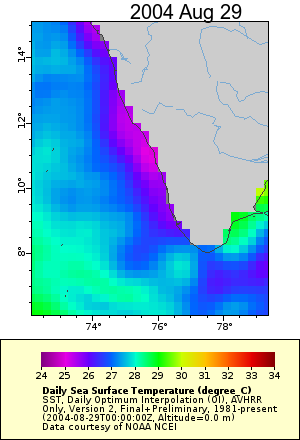 2004 Aug 29
14°
12°
10°
8°
74° 76° 78°
24 25 26 27 28 29 30 31 32 33 34
Daily Sea Surface Temperature (degree_C)
SST, Daily Optimum Interpolation (OI), AVHRR
Only, Version 2, Final+Preliminary, 1981-present
(2004-08-29T00:00:00Z, Altitude=0.0 m)
Data courtesy of NOAA NCEI